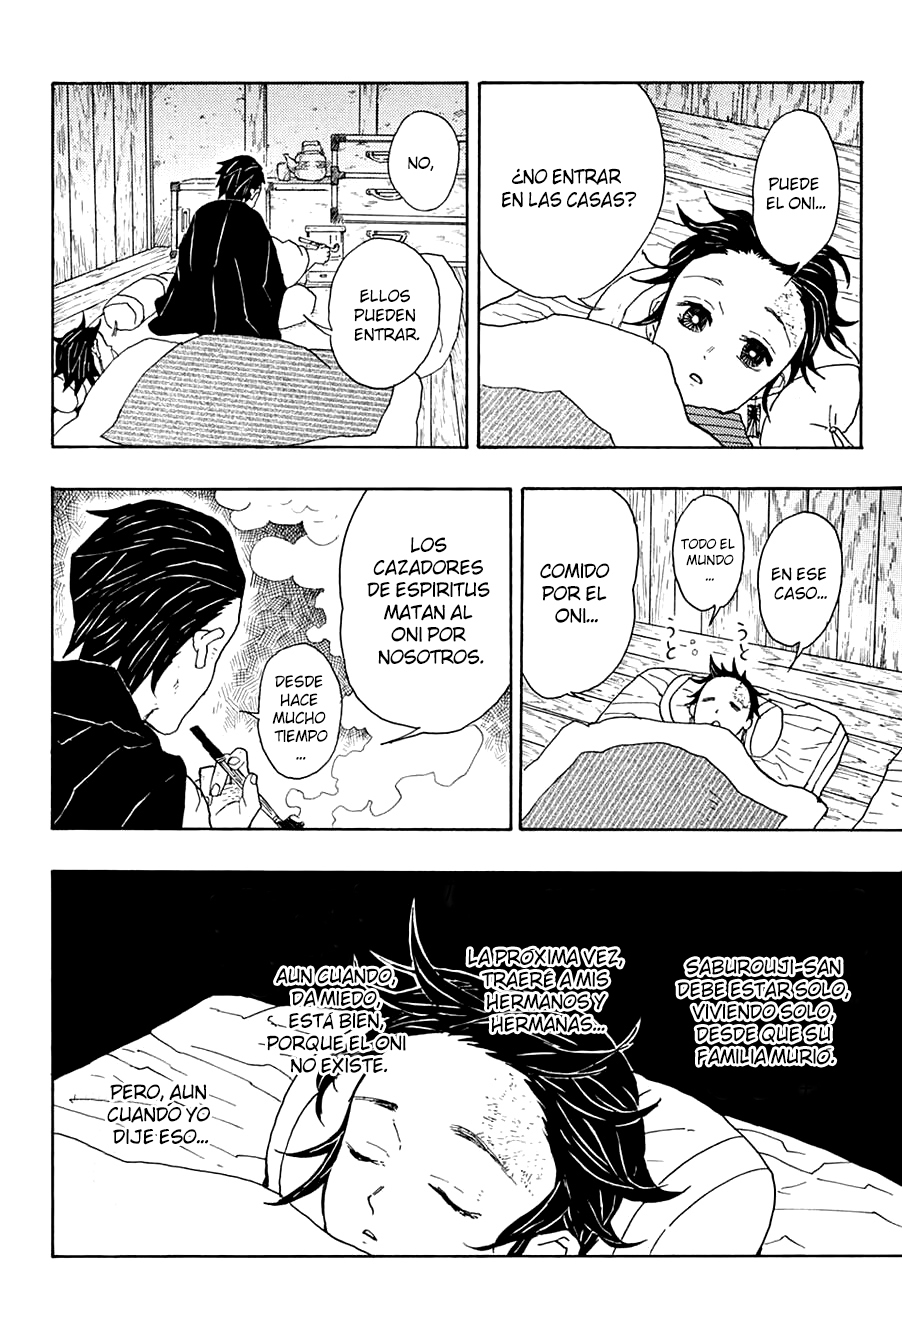 PUEDE
EL ONI...
¿NO ENTRAR
EN LAS CASAS?
NO,
ELLOS
PUEDEN
ENTRAR.
EN ESE
CASO...
TODO EL
MUNDO
...
COMIDO
POR EL
ONI...
LOS
CAZADORES
DE ESPIRITUS
MATAN AL
ONI POR
NOSOTROS.
DESDE
HACE
MUCHO
TIEMPO
...
SABUROUJI-SAN
DEBE ESTAR SOLO,
VIVIENDO SOLO,
DESDE QUE SU
FAMILIA MURIO.
LA PRÓXIMA VEZ,
TRAERÉ A MIS
HERMANOS Y
HERMANAS...
AUN CUANDO,
DA MIEDO,
ESTÁ BIEN,
PORQUE EL ONI
NO EXISTE.
PERO, AUN
CUANDO YO
DIJE ESO...